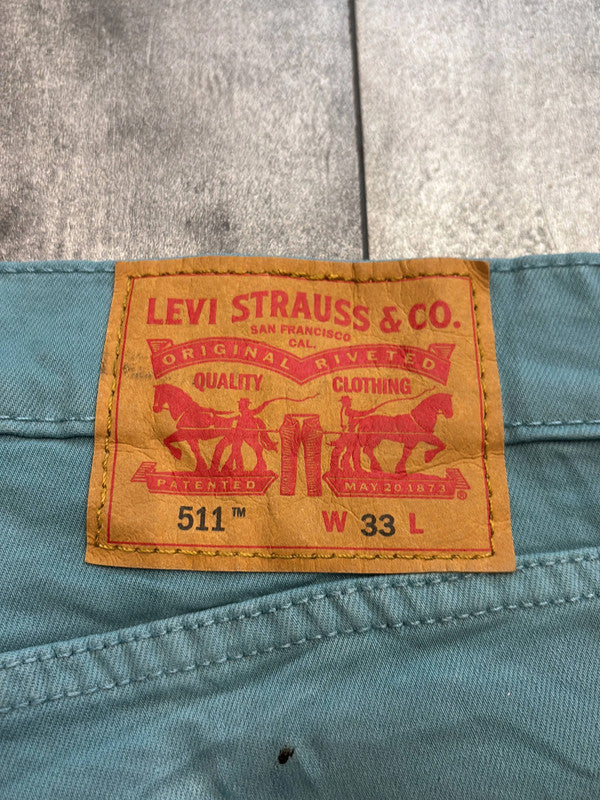 LEVI STRAUSS & CO.
SAN FRANCISCO
CAL.
ORIGINAL RIVETED
QUALITY CLOTHING
PATENTED MAY 20 1873 ®
511™ W 33 L